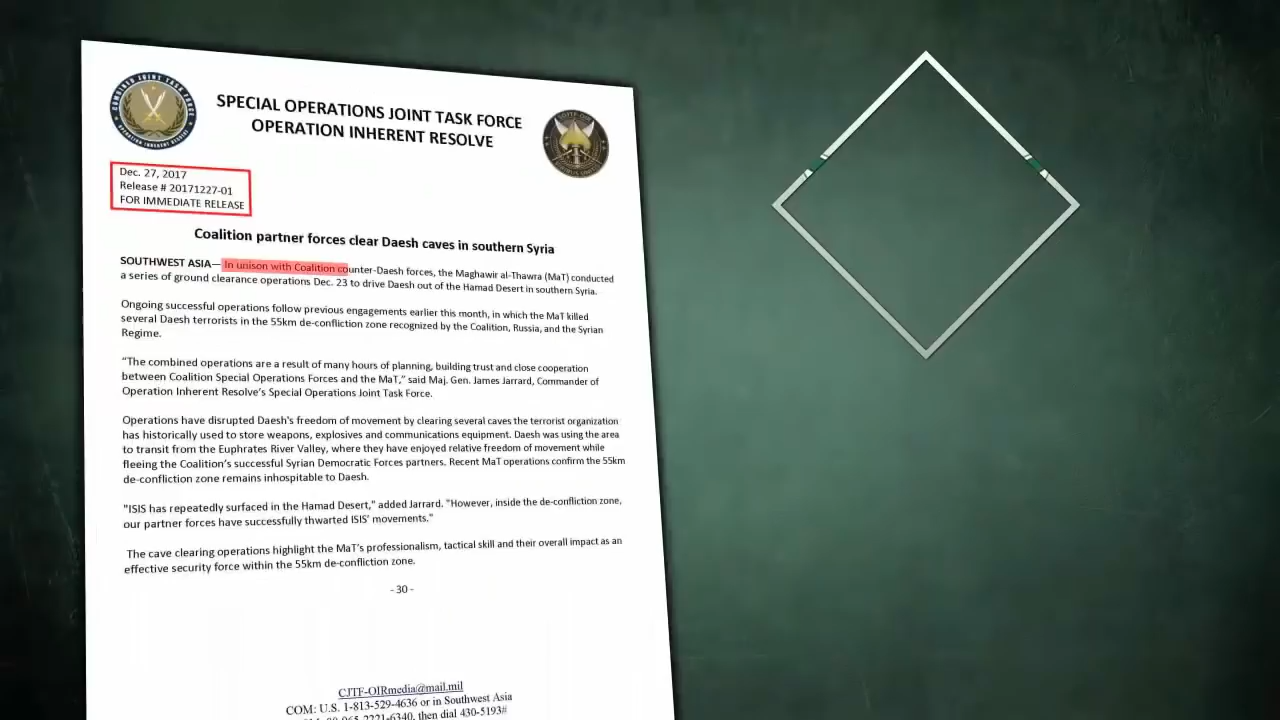 SPECIAL OPERATIONS JOINT TASK FORCE
OPERATION INHERENT RESOLVE
Dec. 27, 2017
Release # 20171227-01
FOR IMMEDIATE RELEASE
Coalition partner forces clear Daesh caves in southern Syria
SOUTHWEST ASIA— In unison with Coalition counter-Daesh forces, the Maghawir al-Thawra (MaT) conducted
a series of ground clearance operations Dec. 23 to drive Daesh out of the Hamad Desert in southern Syria.
Ongoing successful operations follow previous engagements earlier this month, in which the MaT killed
several Daesh terrorists in the 55km de-confliction zone recognized by the Coalition, Russia, and the Syrian
Regime.
"The combined operations are a result of many hours of planning, building trust and close cooperation
between Coalition Special Operations Forces and the MaT," said Maj. Gen. James Jarrard, Commander of
Operation Inherent Resolve's Special Operations Joint Task Force.
Operations have disrupted Daesh's freedom of movement by clearing several caves the terrorist organization
has historically used to store weapons, explosives and communications equipment. Daesh was using the area
to transit from the Euphrates River Valley, where they have enjoyed relative freedom of movement while
fleeing the Coalition's successful Syrian Democratic Forces partners. Recent MaT operations confirm the 55km
de-confliction zone remains inhospitable to Daesh.
"ISIS has repeatedly surfaced in the Hamad Desert," added Jarrard. "However, inside the de-confliction zone,
our partner forces have successfully thwarted ISIS' movements."
The cave clearing operations highlight the MaT's professionalism, tactical skill and their overall impact as an
effective security force within the 55km de-confliction zone.
- 30 -
CJTF-OIRmedia@mail.mil
COM: U.S. 1-813-529-4636 or in Southwest Asia
965-2221-6340, then dial 430-5193#